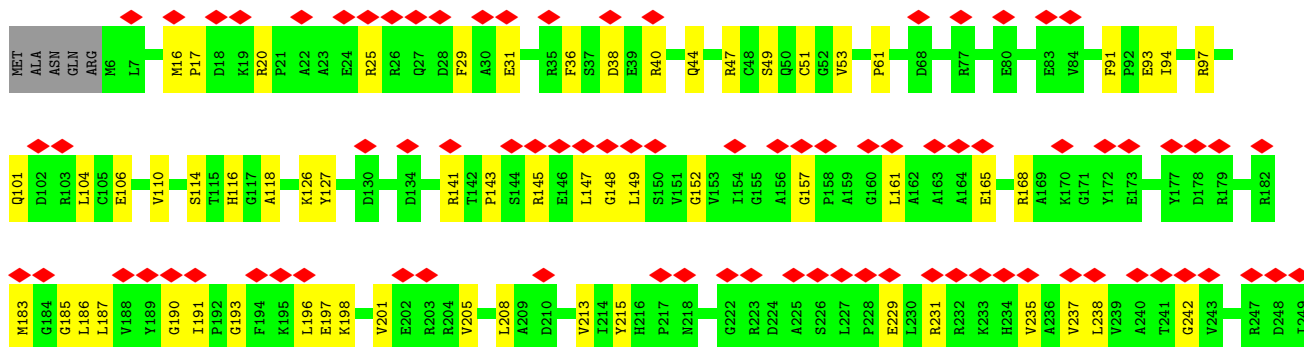 MET ALA ASN GLN ARG M6 L7 M16 P17 D18 K19 R20 P21 A22 A23 E24 R25 R26 Q27 D28 F29 A30 E31 R35 F36 S37 D38 E39 R40 Q44 R47 C48 S49 Q50 C51 G52 V53 P61 D68 R77 E80 E83 V84 F91 P92 E93 I94 R97
Q101 D102 R103 L104 C105 E106 V110 S114 T115 H116 G117 A118 K126 Y127 D130 D134 R141 T142 P143 S144 R145 E146 L147 G148 L149 S150 V151 G152 V153 I154 G155 A156 G157 P158 A159 G160 L161 A162 A163 A164 E165 R168 A169 K170 G171 Y172 E173 Y177 D178 R179 R182
M183 G184 G185 L186 L187 V188 Y189 G190 I191 P192 G193 F194 K195 L196 E197 K198 V201 E202 R203 R204 V205 L208 A209 D210 V213 I214 Y215 H216 P217 N218 G222 R223 D224 A225 S226 L227 P228 E229 L230 R231 R232 K233 H234 V235 A236 V237 L238 V239 A240 T241 G242 V243 R247 D248 I249